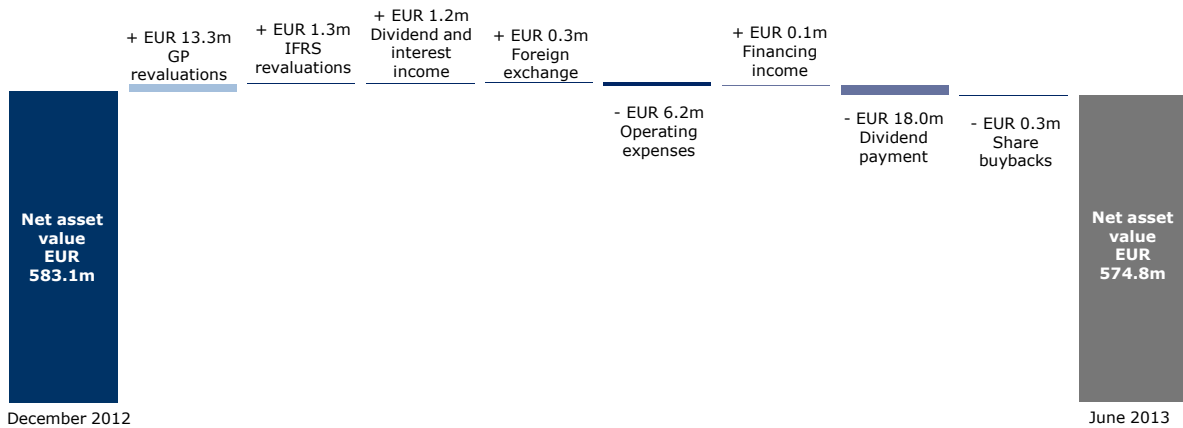 + EUR 13.3m
GP
revaluations
+ EUR 1.3m
IFRS
revaluations
+ EUR 1.2m
Dividend and
interest
income
+ EUR 0.3m
Foreign
exchange
- EUR 6.2m
Operating
expenses
+ EUR 0.1m
Financing
income
- EUR 18.0m
Dividend
payment
- EUR 0.3m
Share
buybacks
Net asset
value
EUR
583.1m
Net asset
value
EUR
574.8m
December 2012
June 2013